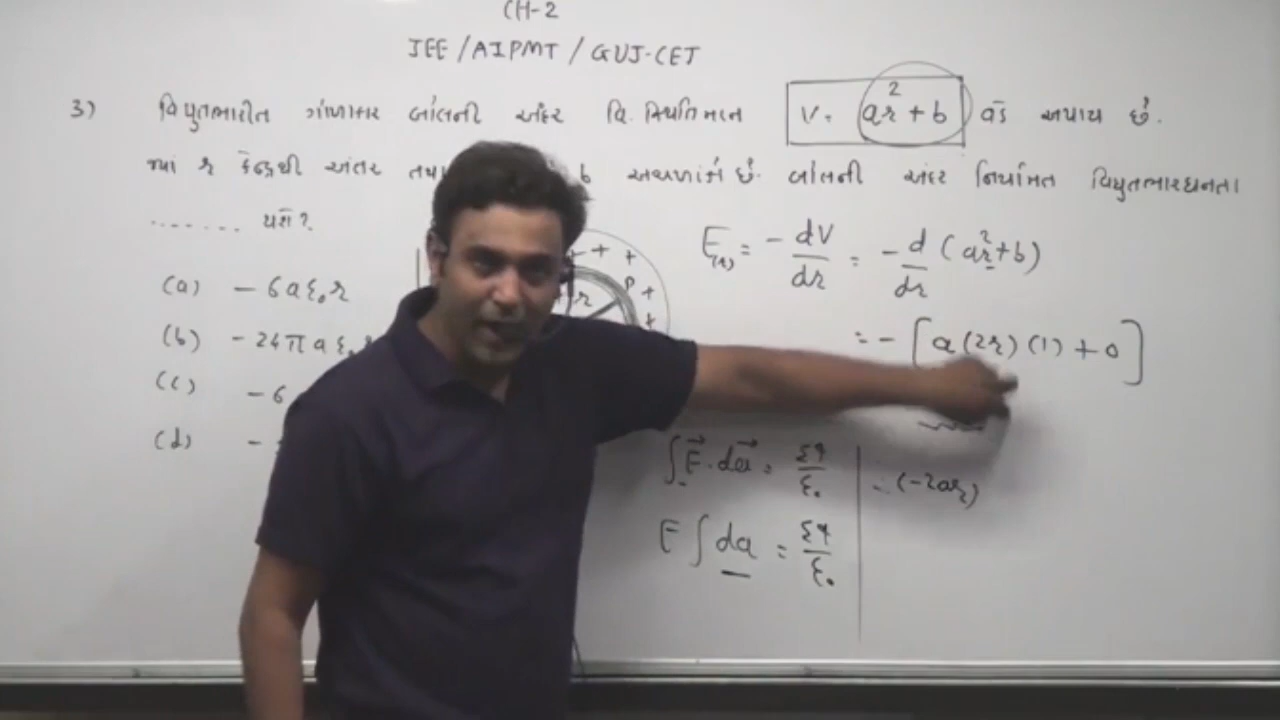 CH-2
JEE / AIPMT / GUJ-CET
3) વિદ્યુતભારીત ગોળાકાર બોલની અંદર વિ. સ્થિતિમાન V = ar² + b વડે અપાય છે.
જ્યાં r કેન્દ્રથી અંતર b અચળાંક છે. બોલની અંદર નિયમિત વિદ્યુતભારઘનતા
........ થશે?
(a) - 6aε₀r
(b) - 24πaε₀
(c) - 6
(d) -
+ + P + r +
E(r) = - dV/dr = - d/dr (ar² + b)
= - [a(2r)(1) + 0]
∫E⃗ · da⃗ = Σq/ε₀
∴ (-2ar)
E ∫ da = Σq/ε₀